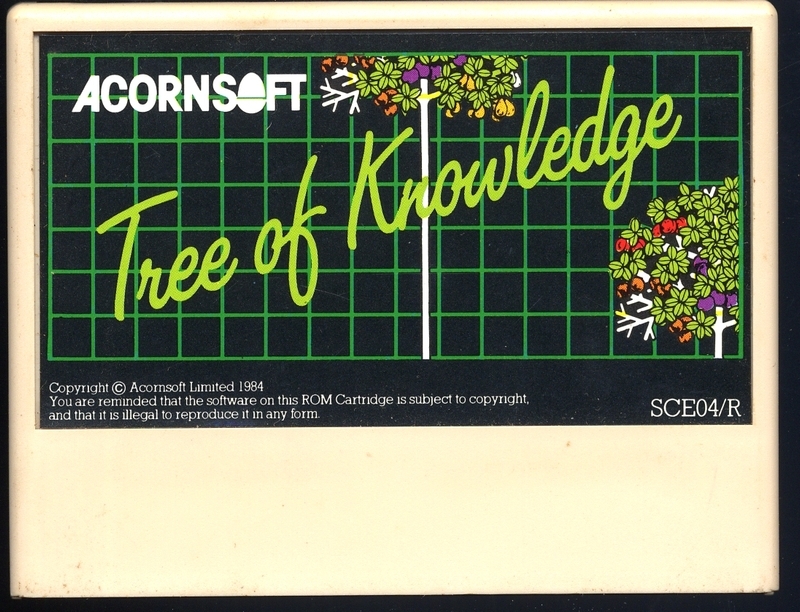 ACORNSOFT
Tree of Knowledge
Copyright © Acornsoft Limited 1984
You are reminded that the software on this ROM Cartridge is subject to copyright,
and that it is illegal to reproduce it in any form.
SCE04/R